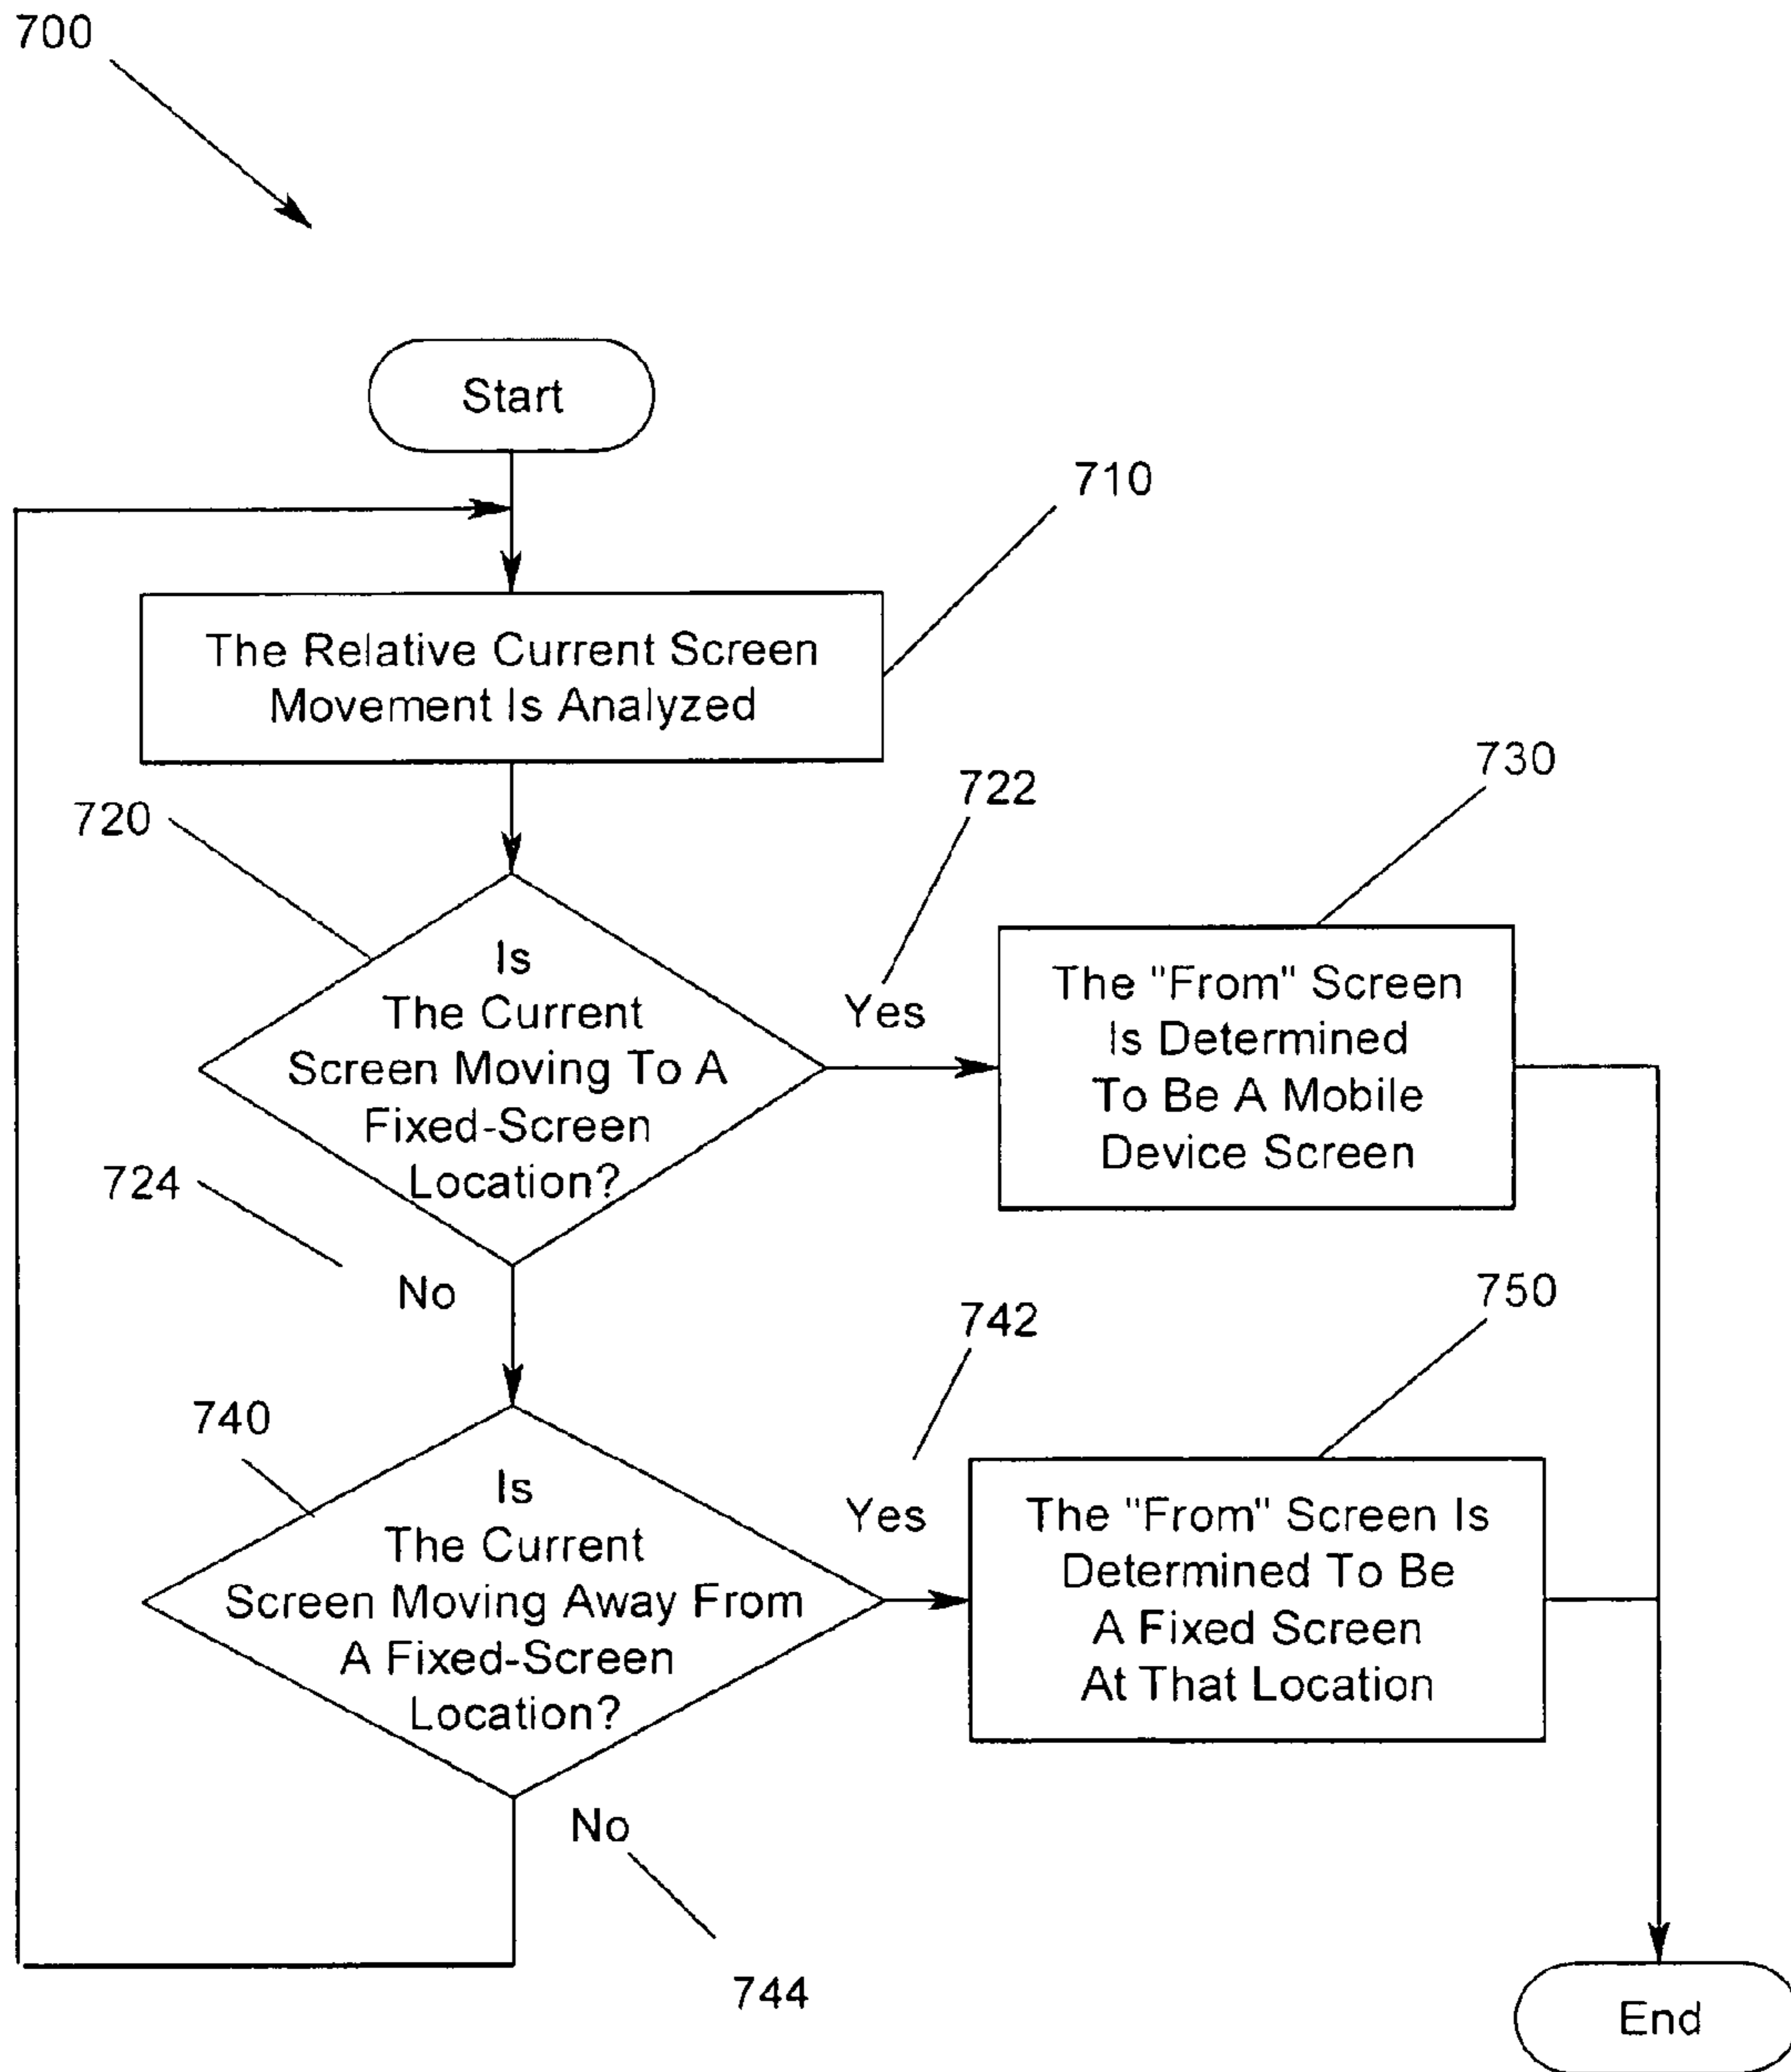 700
Start
710
The Relative Current Screen
Movement Is Analyzed
720
722
730
Is
The Current
Screen Moving To A
Fixed-Screen
Location?
Yes
The "From" Screen
Is Determined
To Be A Mobile
Device Screen
724
No
742
750
740
Is
The Current
Screen Moving Away From
A Fixed-Screen
Location?
Yes
The "From" Screen Is
Determined To Be
A Fixed Screen
At That Location
No
744
End